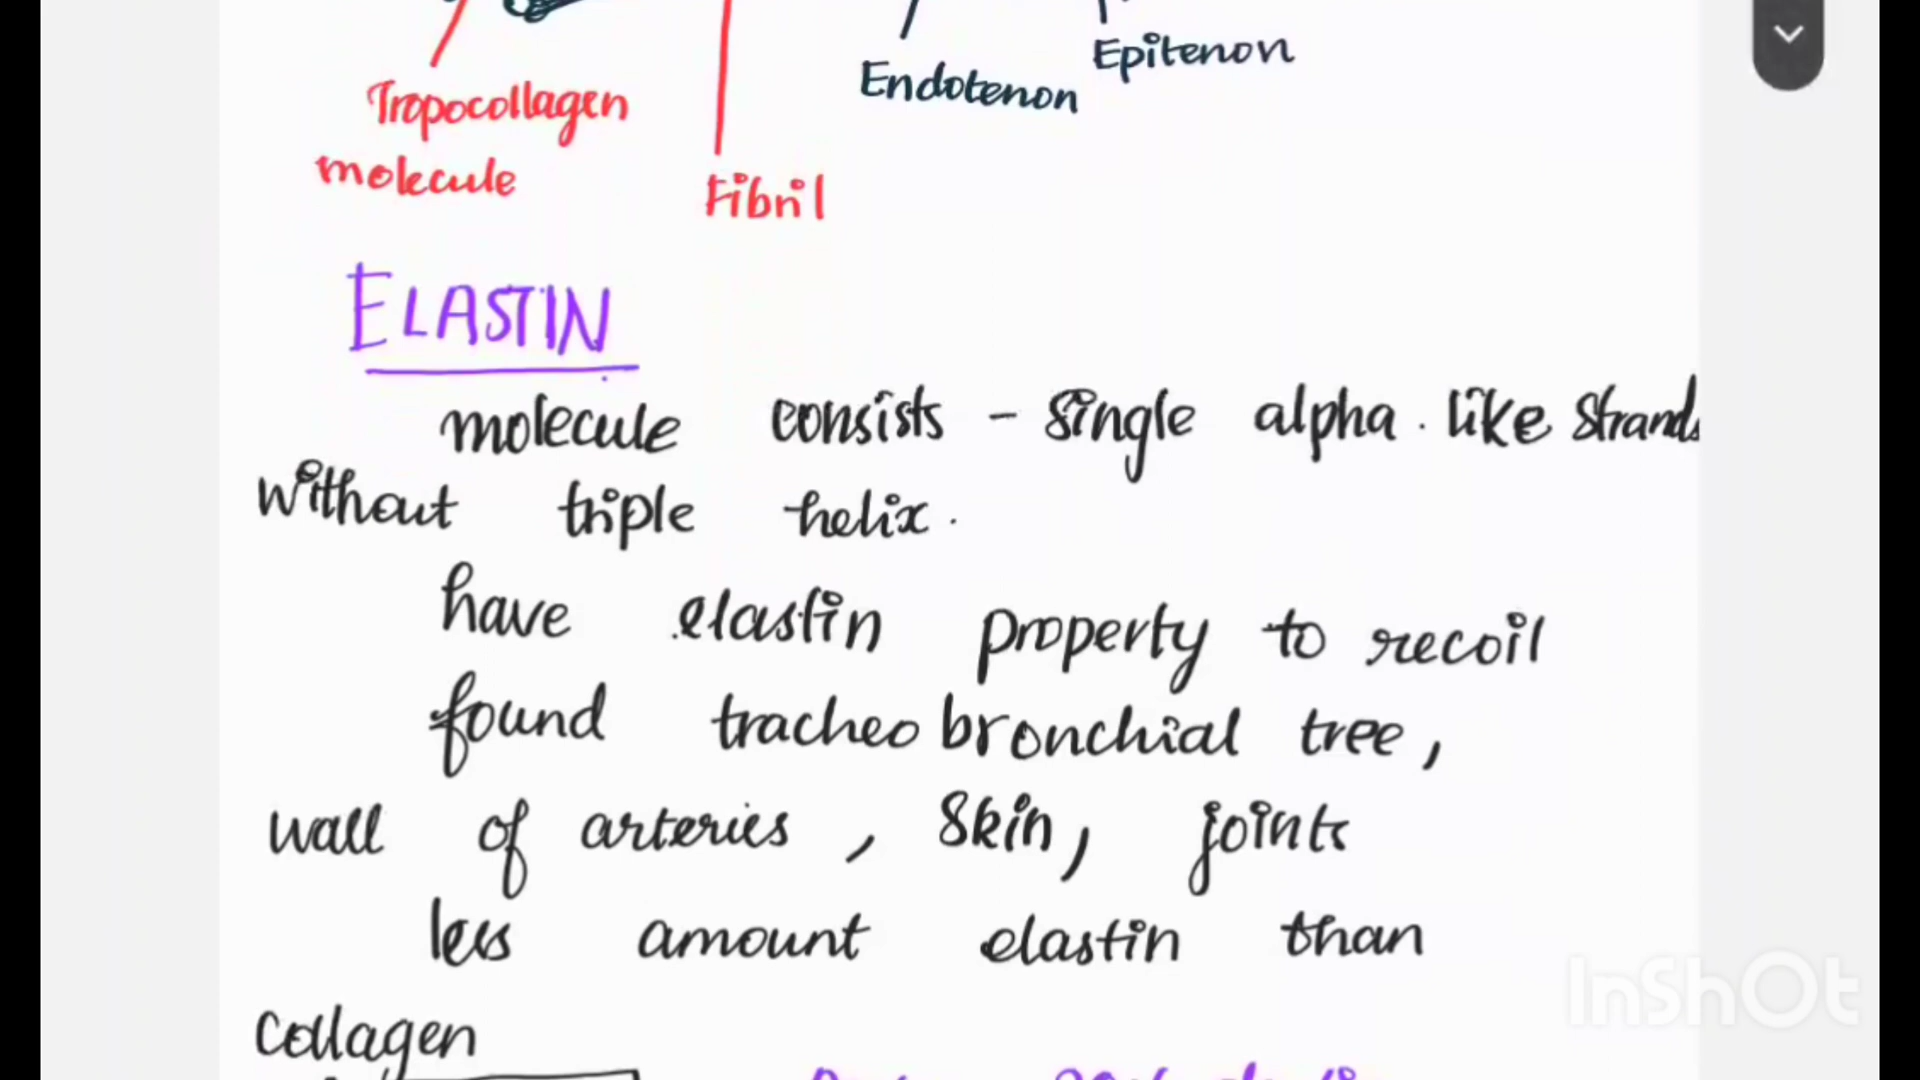 Epitenon
Endotenon
Tropocollagen
molecule
Fibril
ELASTIN
molecule consists - single alpha like strands
without triple helix.
have elastin property to recoil
found tracheobronchial tree,
wall of arteries, skin, joints
less amount elastin than
collagen
InShOt